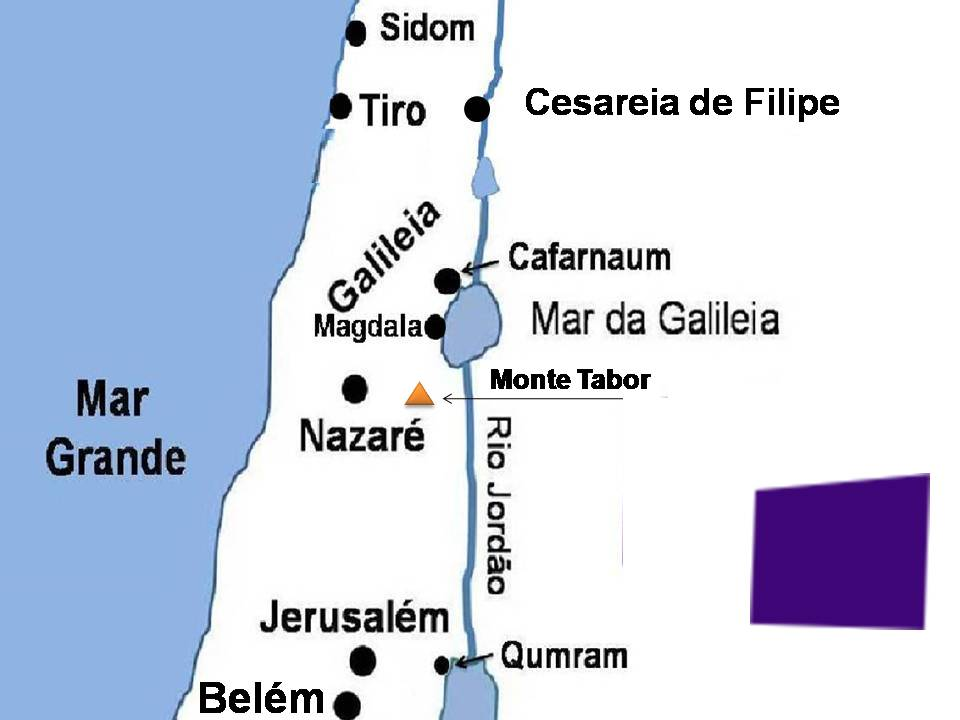 Sidom
Tiro
Cesareia de Filipe
Galileia
Cafarnaum
Magdala
Mar da Galileia
Monte Tabor
Mar
Grande
Nazaré
Rio Jordão
Jerusalém
Qumram
Belém